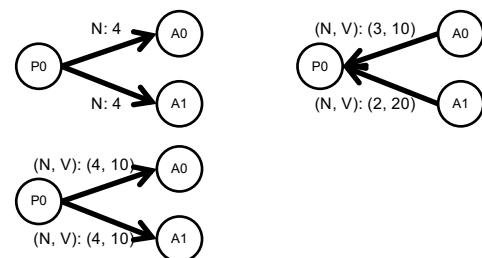 N: 4
A0
P0
N: 4
A1
(N, V): (3, 10)
A0
P0
(N, V): (2, 20)
A1
(N, V): (4, 10)
A0
P0
(N, V): (4, 10)
A1